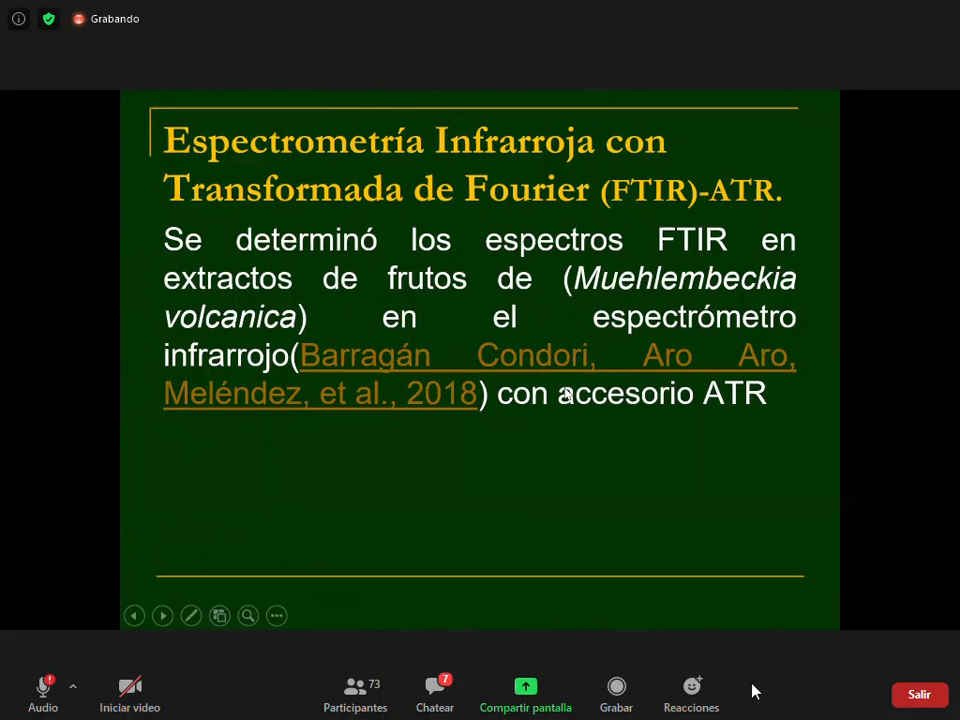 Grabando
Espectrometría Infrarroja con
Transformada de Fourier (FTIR)-ATR.
Se determinó los espectros FTIR en
extractos de frutos de (Muehlembeckia
volcanica) en el espectrómetro
infrarrojo(Barragán Condori, Aro Aro,
Meléndez, et al., 2018) con accesorio ATR
73
7
Audio
Iniciar video
Participantes
Chatear
Compartir pantalla
Grabar
Reacciones
Salir